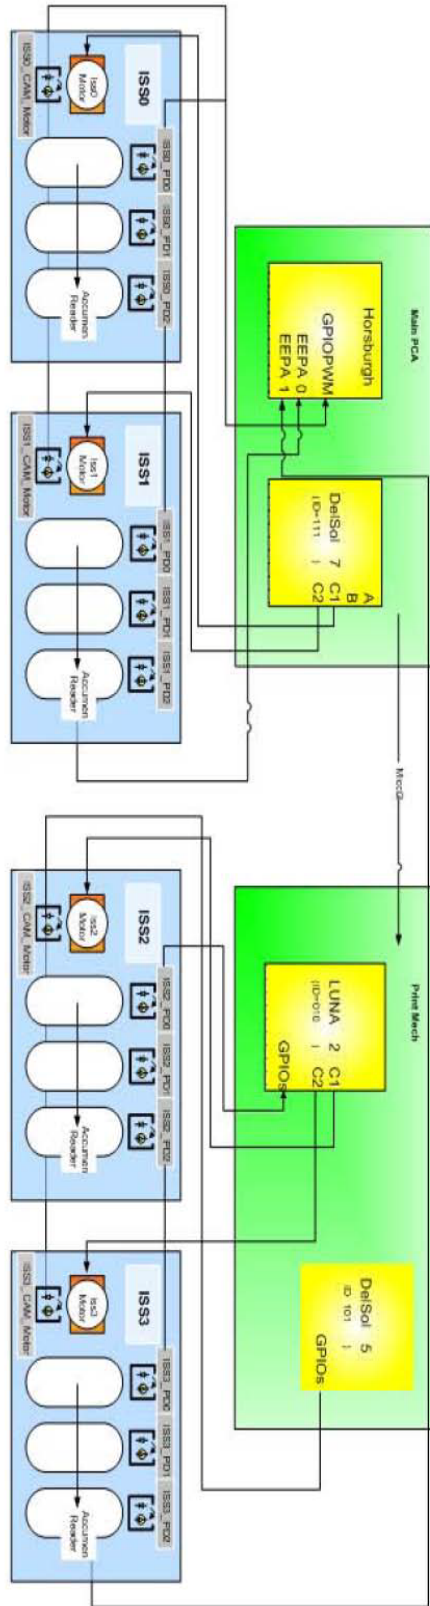 Main PCA
Horsburgh
GPIOPWM
EEPA 0
EEPA 1
DelSol 7
(ID=111 )
A
B
C1
C2
Print Mech
LUNA 2
(ID=010 )
C1
C2
GPIOs
DelSol 5
ID 101 )
GPIOs
ISS0
Iss0
Motor
ISS0_CAM_Motor
ISS0_PD0
ISS0_PD1
ISS0_PD2
Accumen
Reader
ISS1
Iss1
Motor
ISS1_CAM_Motor
ISS1_PD0
ISS1_PD1
ISS1_PD2
Accumen
Reader
ISS2
Iss2
Motor
ISS2_CAM_Motor
ISS2_PD0
ISS2_PD1
ISS2_PD2
Accumen
Reader
ISS3
Iss3
Motor
ISS3_CAM_Motor
ISS3_PD0
ISS3_PD1
ISS3_PD2
Accumen
Reader